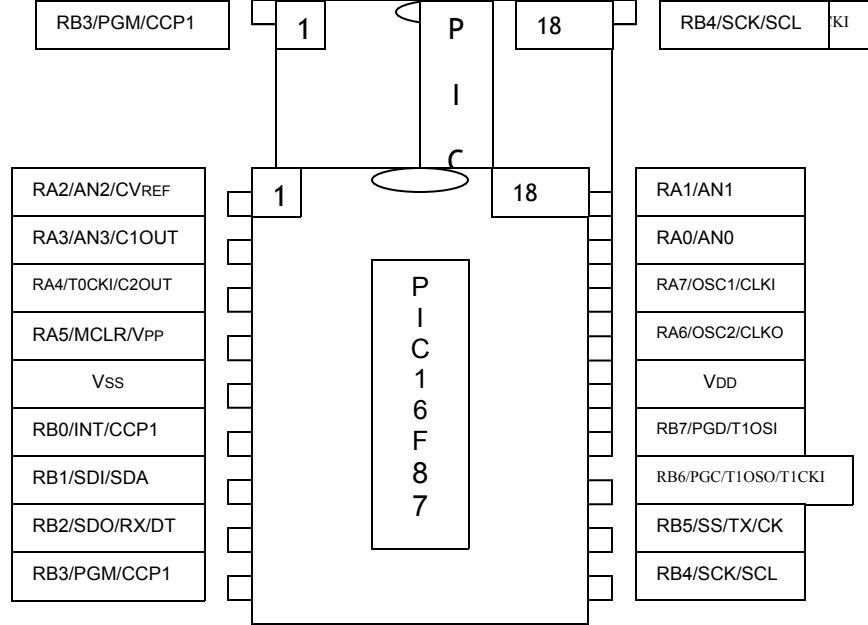 RB3/PGM/CCP1
1
P
I
C
18
RB4/SCK/SCL
CKI
RA2/AN2/CVREF
1
18
RA1/AN1
RA3/AN3/C1OUT
RA0/AN0
RA4/T0CKI/C2OUT
RA7/OSC1/CLKI
RA5/MCLR/VPP
RA6/OSC2/CLKO
VSS
VDD
RB0/INT/CCP1
RB7/PGD/T1OSI
RB1/SDI/SDA
RB6/PGC/T1OSO/T1CKI
RB2/SDO/RX/DT
RB5/SS/TX/CK
RB3/PGM/CCP1
RB4/SCK/SCL
P
I
C
1
6
F
8
7